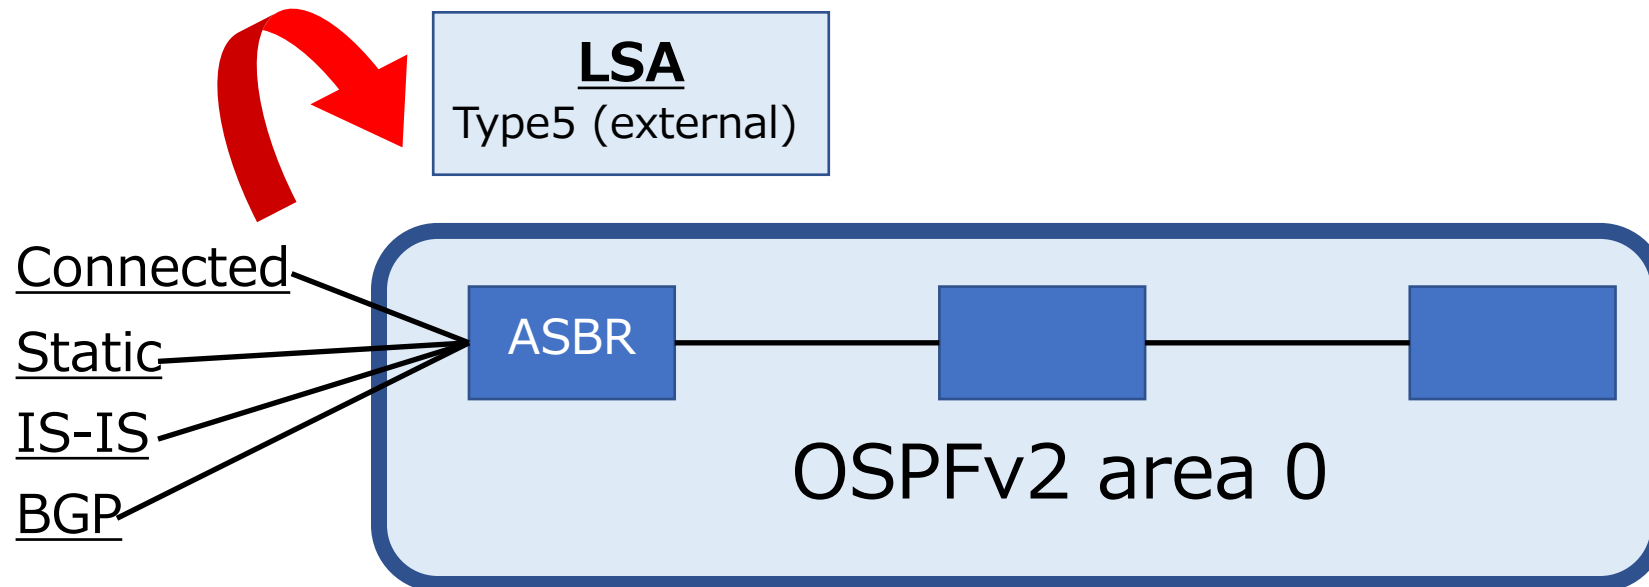 LSA
Type5 (external)
Connected
Static
IS-IS
BGP
ASBR
OSPFv2 area 0